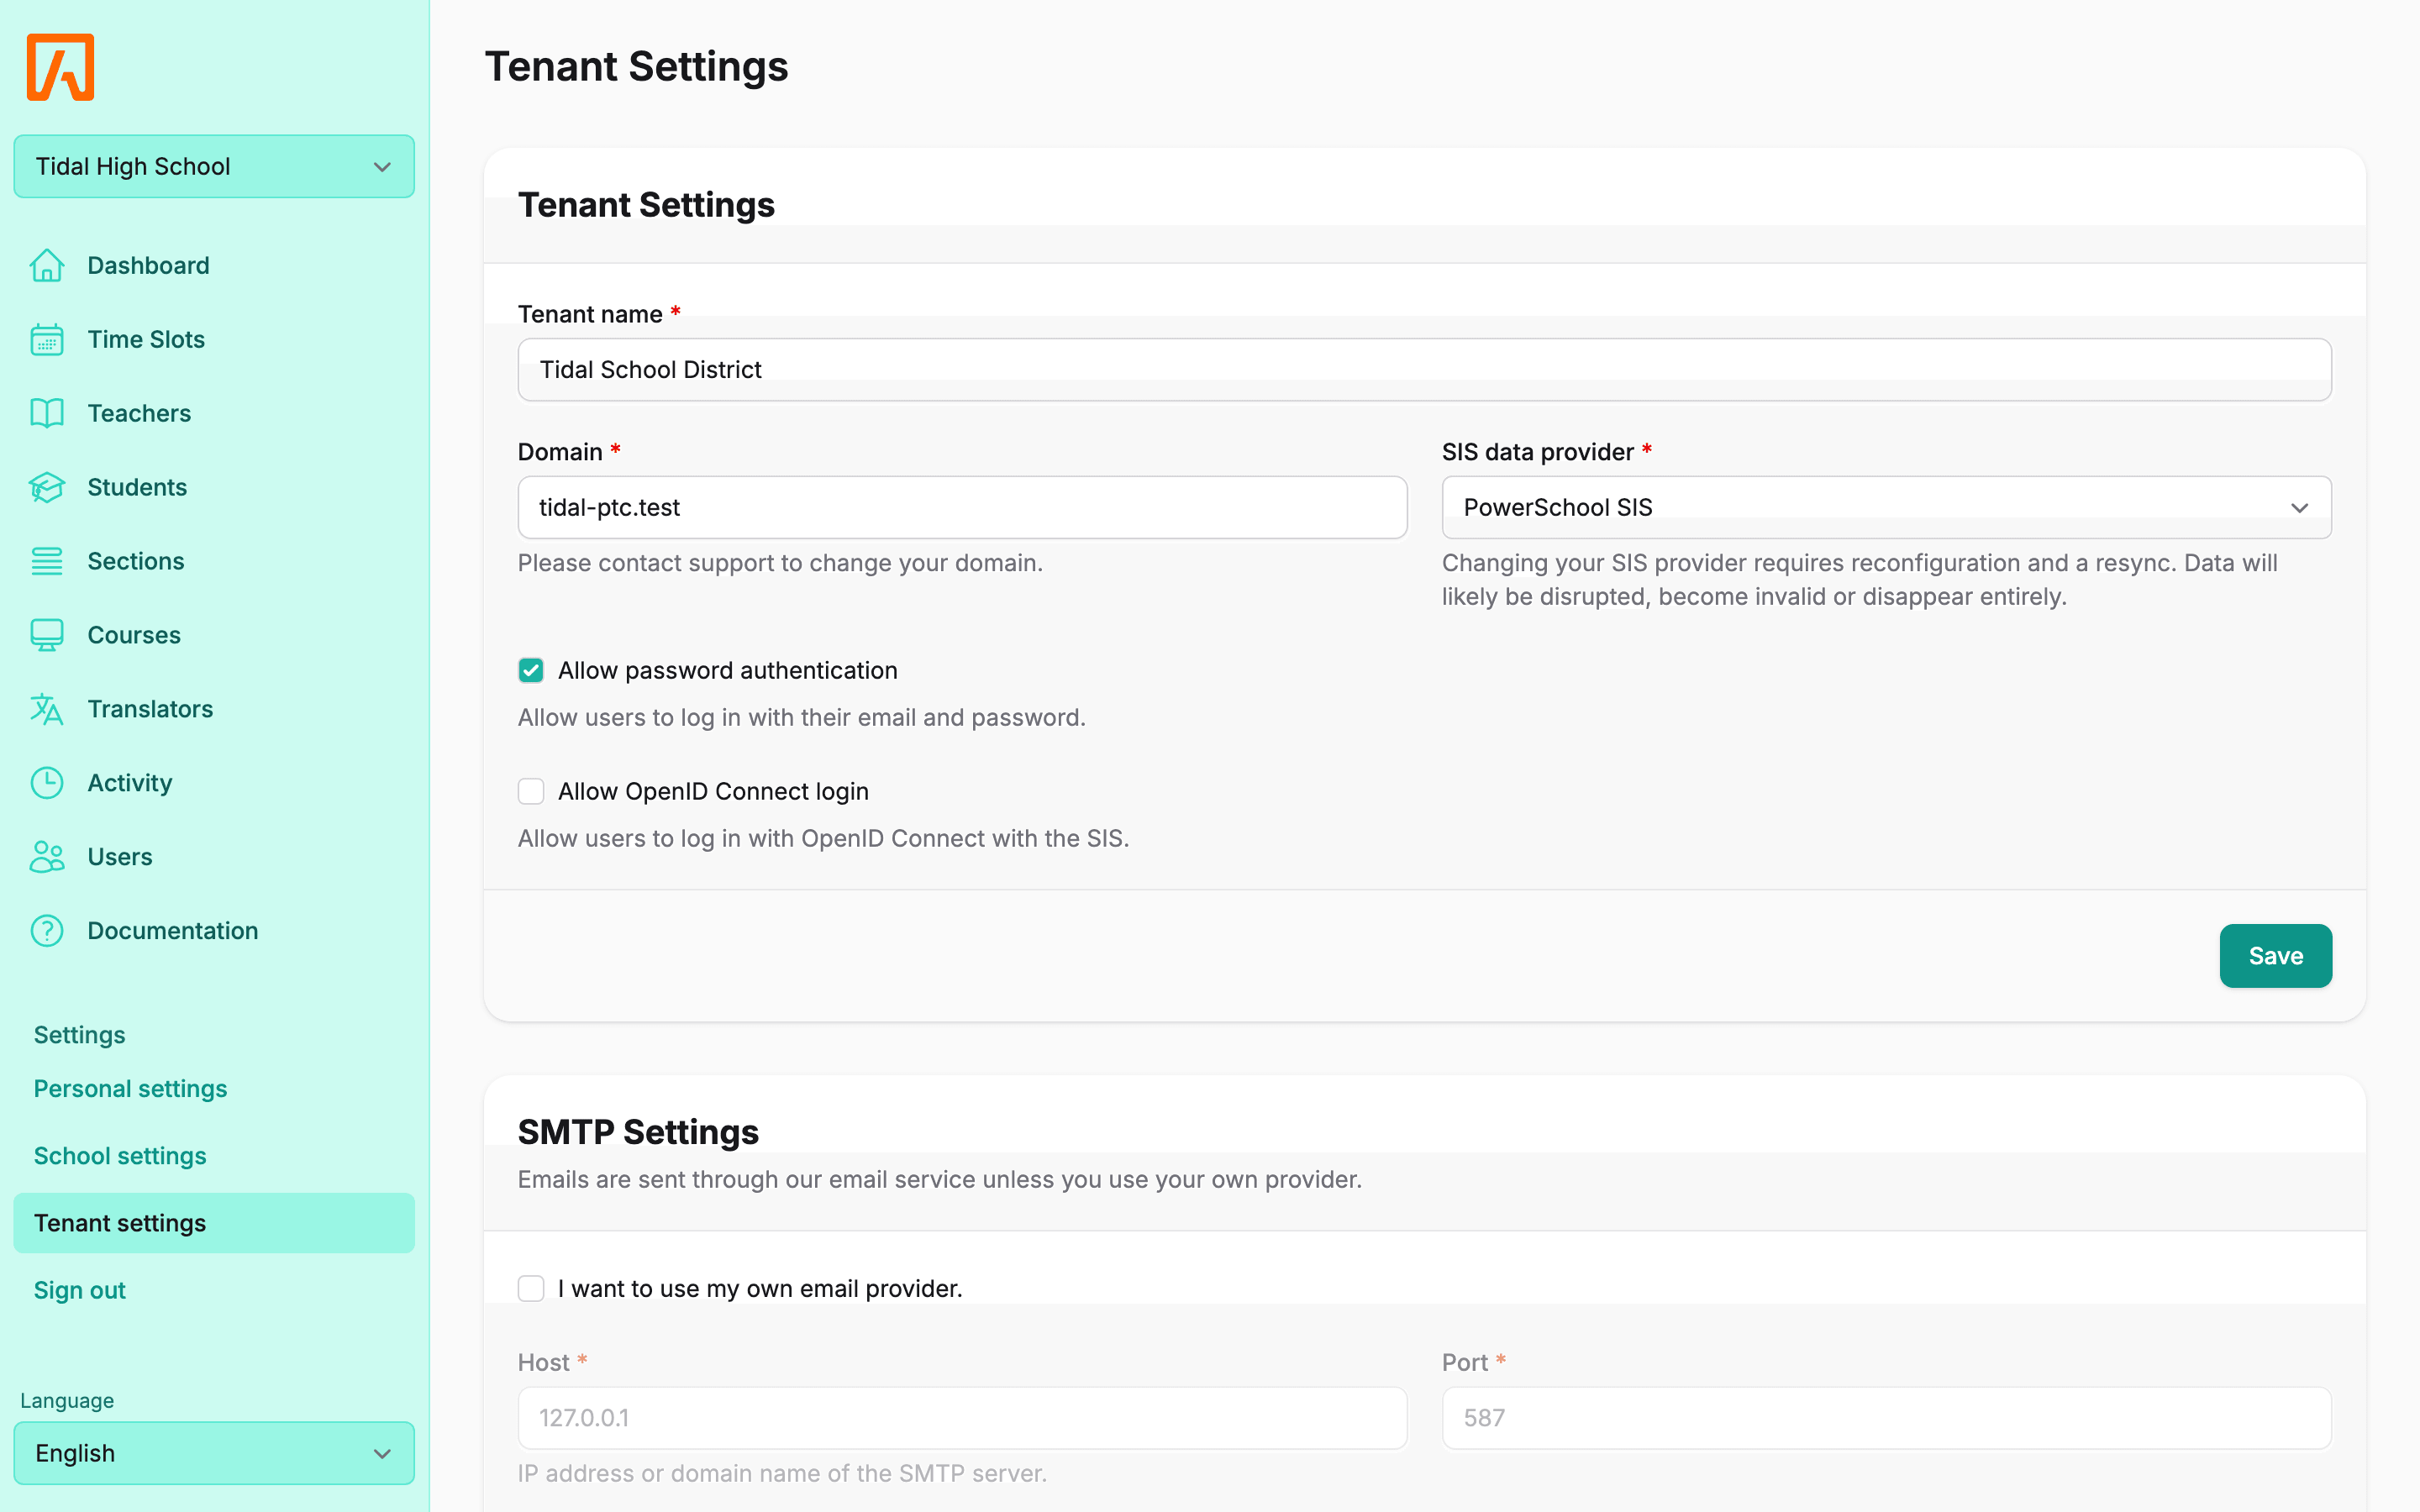 Tidal High School
Dashboard
Time Slots
Teachers
Students
Sections
Courses
Translators
Activity
Users
Documentation
Settings
Personal settings
School settings
Tenant settings
Sign out
Language
English
Tenant Settings
Tenant Settings
Tenant name *
Tidal School District
Domain *
tidal-ptc.test
Please contact support to change your domain.
SIS data provider *
PowerSchool SIS
Changing your SIS provider requires reconfiguration and a resync. Data will
likely be disrupted, become invalid or disappear entirely.
Allow password authentication
Allow users to log in with their email and password.
Allow OpenID Connect login
Allow users to log in with OpenID Connect with the SIS.
Save
SMTP Settings
Emails are sent through our email service unless you use your own provider.
I want to use my own email provider.
Host *
127.0.0.1
IP address or domain name of the SMTP server.
Port *
587